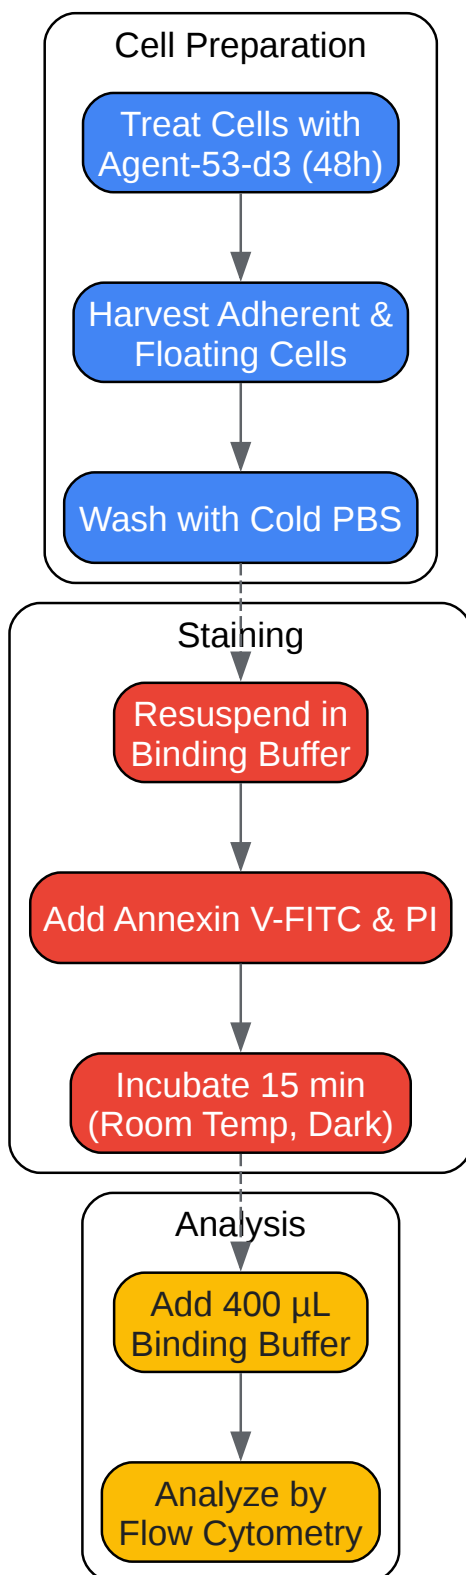 Cell Preparation
Treat Cells with
Agent-53-d3 (48h)
Harvest Adherent &
Floating Cells
Wash with Cold PBS
Staining
Resuspend in
Binding Buffer
Add Annexin V-FITC & PI
Incubate 15 min
(Room Temp, Dark)
Analysis
Add 400 µL
Binding Buffer
Analyze by
Flow Cytometry